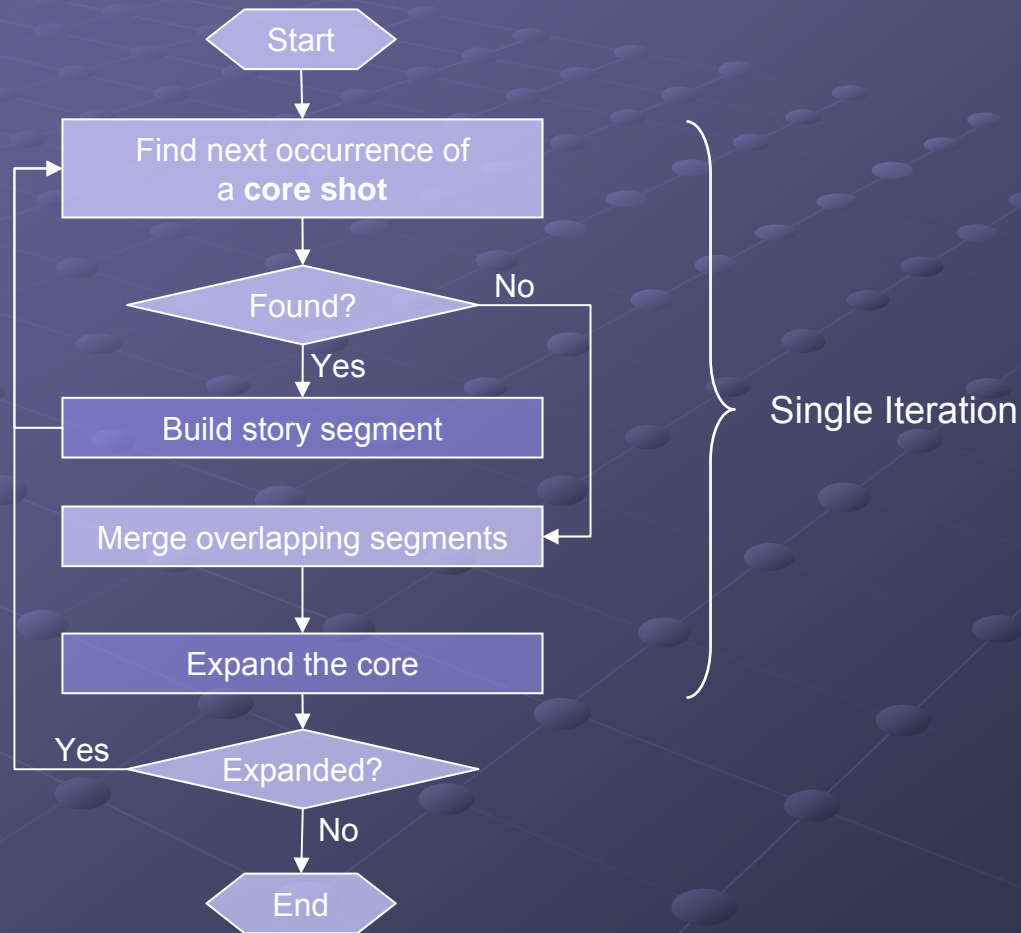 Start
Find next occurrence of
a core shot
Found?
No
Yes
Build story segment
Single Iteration
Merge overlapping segments
Expand the core
Yes
Expanded?
No
End